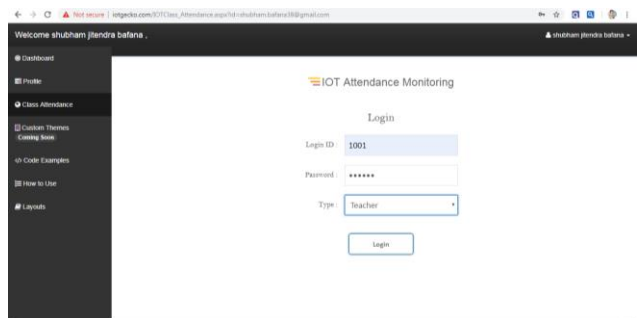 Not secure | iotgecko.com/IOTClass_Attendance.aspx?id=shubham.bafana38@gmail.com
Welcome shubham jitendra bafana ,
shubham jitendra bafana
Dashboard
Profile
IOT Attendance Monitoring
Class Attendance
Login
Custom Themes
Coming Soon
Login ID : 1001
Code Examples
Password : ••••••
How to Use
Type : Teacher
Layouts
Login